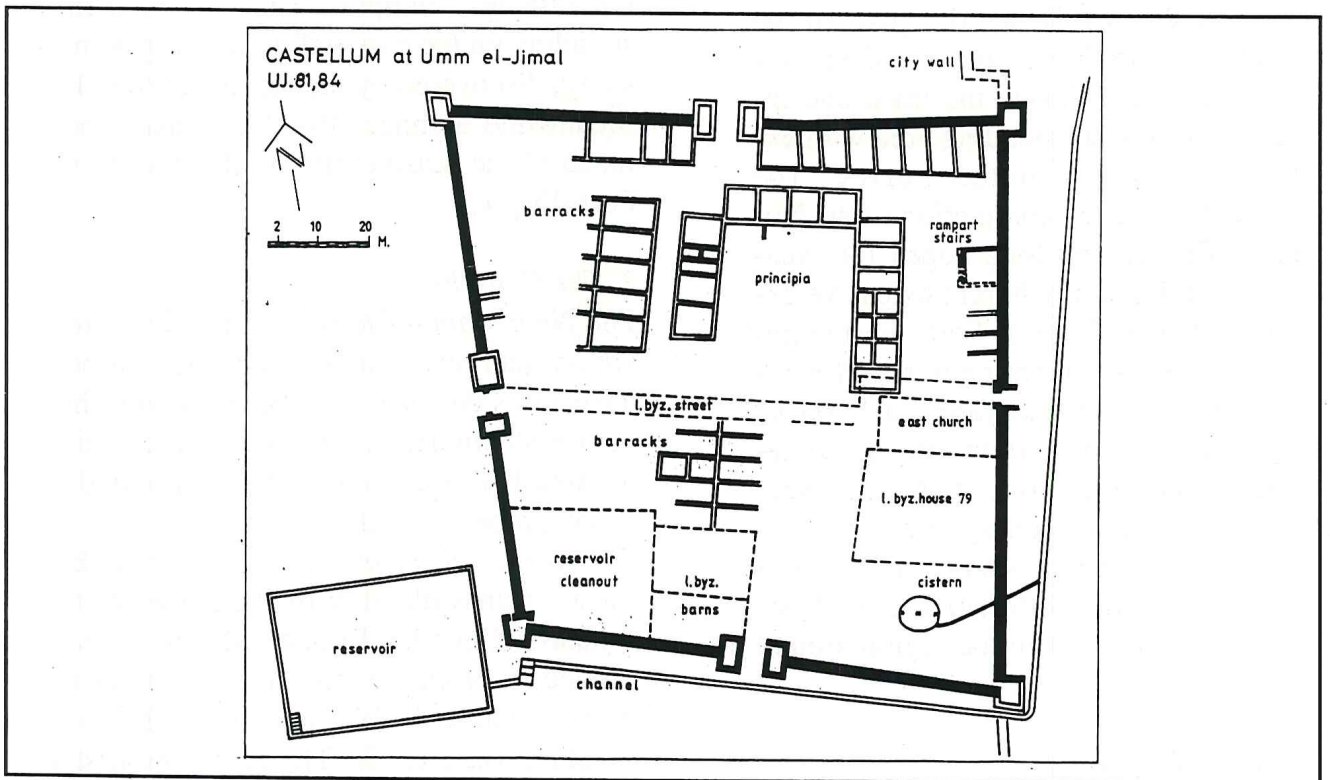 CASTELLUM at Umm el-Jimal
UJ.81,84
N
2 10 20 M.
city wall
barracks
rampart
stairs
principia
l.byz. street
east church
barracks
l.byz.house 79
reservoir
cleanout
l.byz.
barns
cistern
reservoir
channel